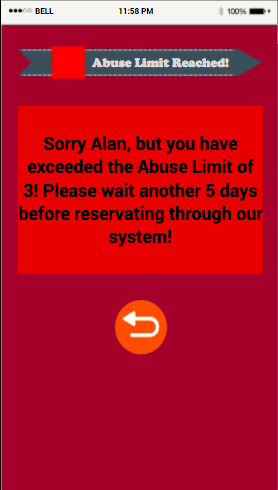 BELL 11:58 PM 100%
Abuse Limit Reached!
Sorry Alan, but you have
exceeded the Abuse Limit of
3! Please wait another 5 days
before reservating through our
system!